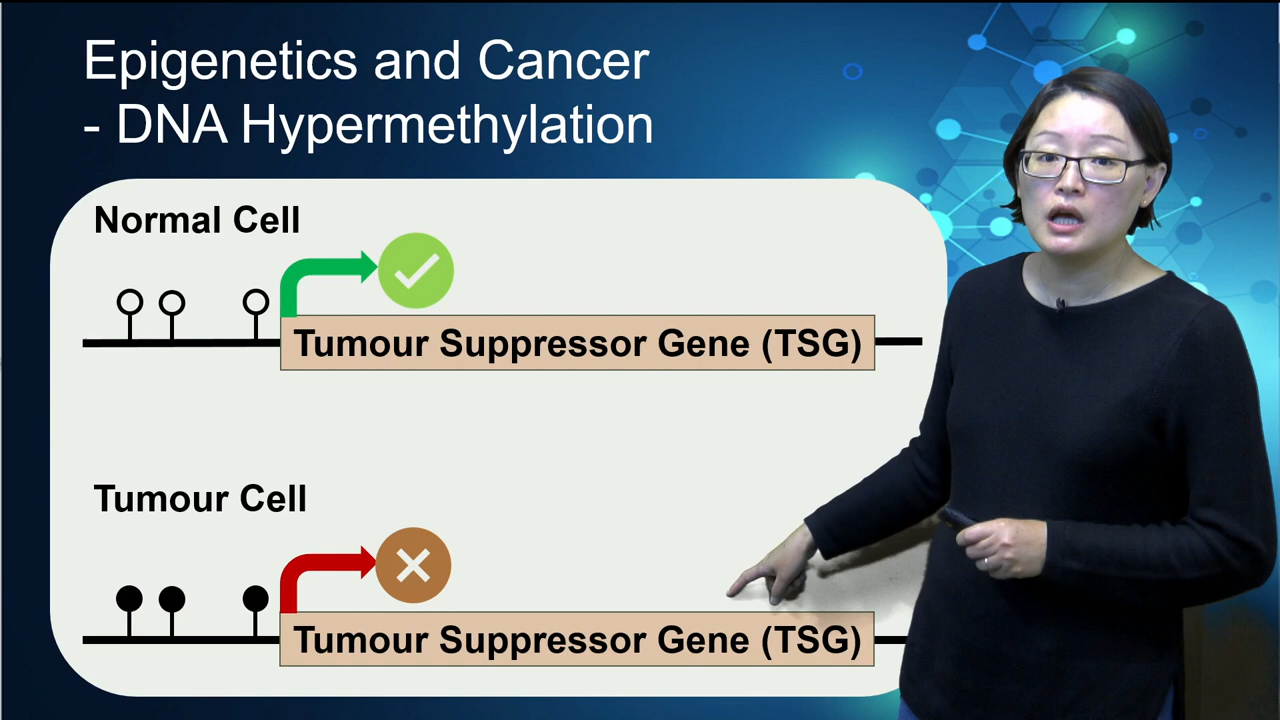 Epigenetics and Cancer
- DNA Hypermethylation
Normal Cell
Tumour Suppressor Gene (TSG)
Tumour Cell
Tumour Suppressor Gene (TSG)